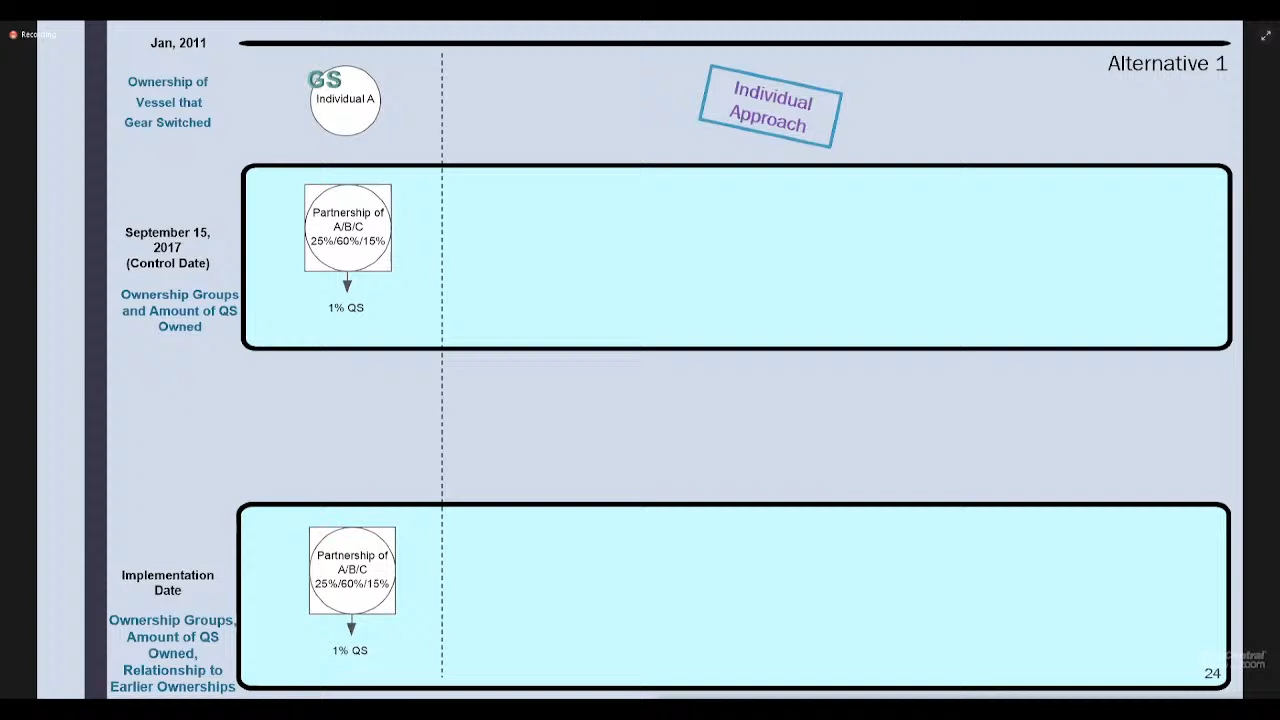 Recording
Jan, 2011
Alternative 1
Ownership of
Vessel that
Gear Switched
GS
Individual A
Individual
Approach
September 15,
2017
(Control Date)
Ownership Groups
and Amount of QS
Owned
Partnership of
A/B/C
25%/60%/15%
1% QS
Implementation
Date
Ownership Groups,
Amount of QS
Owned,
Relationship to
Earlier Ownerships
Partnership of
A/B/C
25%/60%/15%
1% QS
24